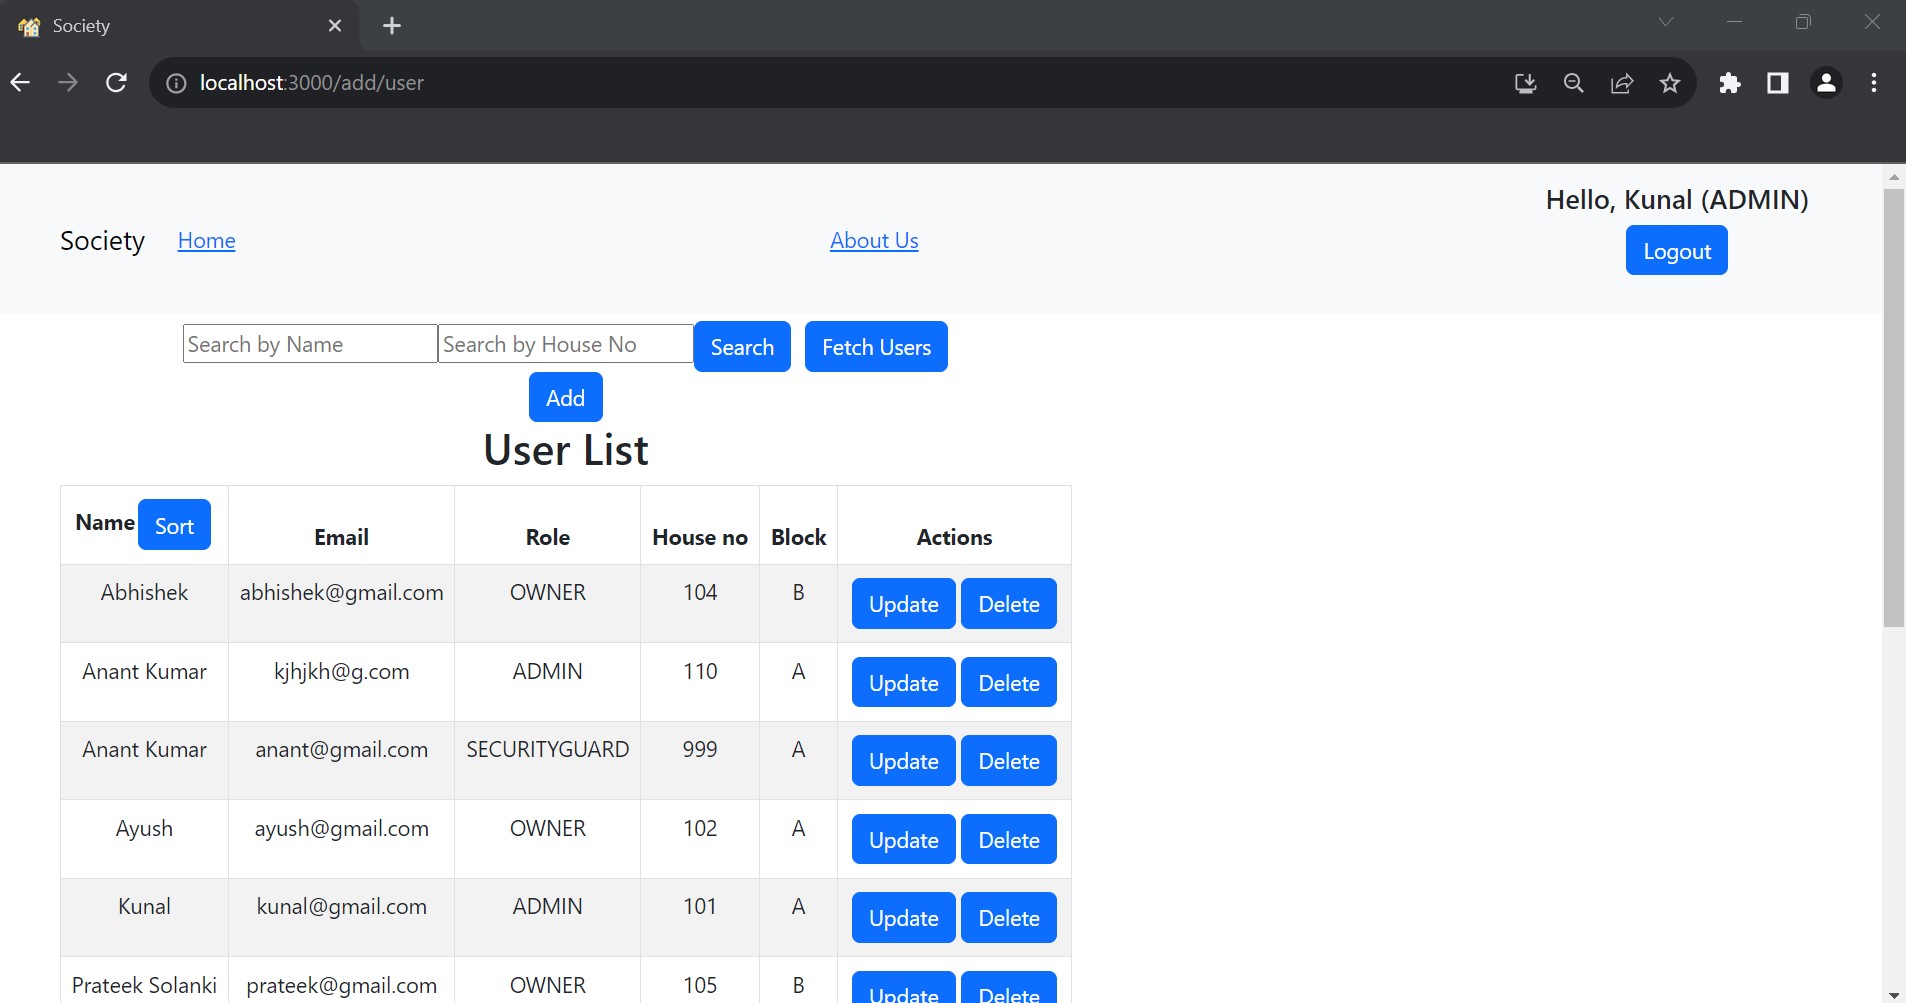 Society
localhost:3000/add/user
Hello, Kunal (ADMIN)
Society Home About Us
Logout
Search by Name Search by House No Search Fetch Users
Add
User List
Name Sort Email Role House no Block Actions
Abhishek abhishek@gmail.com OWNER 104 B Update Delete
Anant Kumar kjhjkh@g.com ADMIN 110 A Update Delete
Anant Kumar anant@gmail.com SECURITYGUARD 999 A Update Delete
Ayush ayush@gmail.com OWNER 102 A Update Delete
Kunal kunal@gmail.com ADMIN 101 A Update Delete
Prateek Solanki prateek@gmail.com OWNER 105 B Update Delete